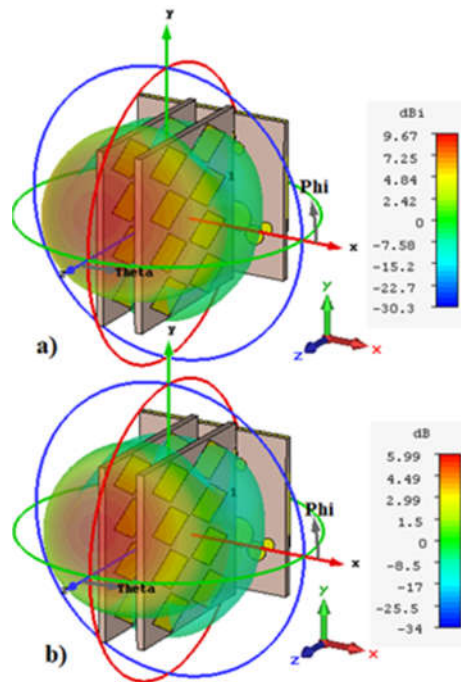 Y
dBi
9.67
7.25
4.84
2.42
0
-7.58
-15.2
-22.7
-30.3
1
Phi
x
Theta
Y
z
x
a)
Y
dB
5.99
4.49
2.99
1.5
0
-8.5
-17
-25.5
-34
1
Phi
x
Theta
Y
z
x
b)